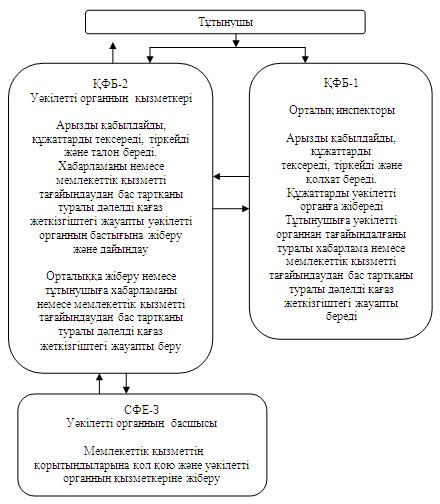 Тұтынушы
ҚФБ-2
Уәкілетті органның қызметкері
Арызды қабылдайды,
құжаттарды тексереді, тіркейді
және талон береді.
Хабарламаны немесе
мемлекеттік қызметті
тағайындаудан бас тартқаны
туралы дәлелді қағаз
жеткізгіштегі жауапты уәкілетті
органның бастығына жіберу
және дайындау
Орталыққа жіберу немесе
тұтынушыға хабарламаны
немесе мемлекеттік қызметті
тағайындаудан бас тартқаны
туралы дәлелді қағаз
жеткізгіштегі жауапты беру
ҚФБ-1
Орталық инспекторы
Арызды қабылдайды,
құжаттарды
тексереді, тіркейді және
қолхат береді.
Құжаттарды уәкілетті
органға жібереді
Тұтынушыға уәкілетті
органнан тағайындалғаны
туралы хабарлама немесе
мемлекеттік қызметті
тағайындаудан бас тартқаны
туралы дәлелді қағаз
жеткізгіштегі жауапты
береді
СФЕ-3
Уәкілетті органның басшысы
Мемлекеттік қызметтің
қорытындыларына қол қою және уәкілетті
органның қызметкеріне жіберу